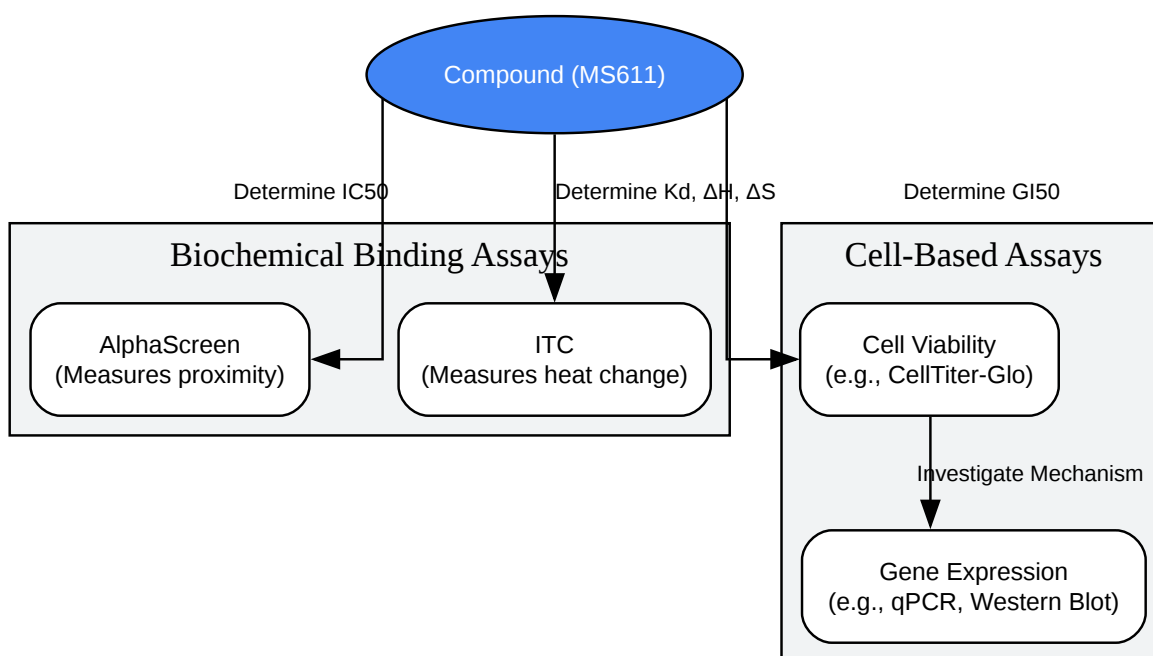 Compound (MS611)
Determine IC50
Determine Kd, ΔH, ΔS
Determine GI50
Biochemical Binding Assays
Cell-Based Assays
AlphaScreen
(Measures proximity)
ITC
(Measures heat change)
Cell Viability
(e.g., CellTiter-Glo)
Investigate Mechanism
Gene Expression
(e.g., qPCR, Western Blot)